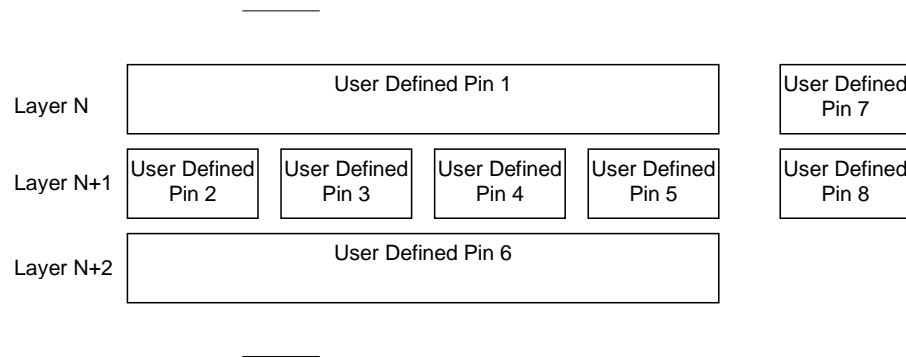 User Defined Pin 1
User Defined
Pin 7
Layer N
User Defined
Pin 2
User Defined
Pin 3
User Defined
Pin 4
User Defined
Pin 5
User Defined
Pin 8
Layer N+1
User Defined Pin 6
Layer N+2